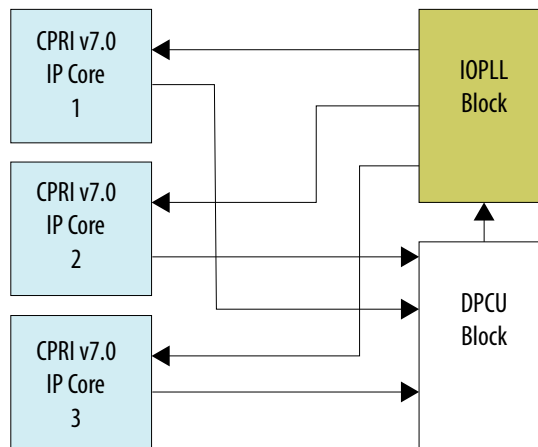 CPRI v7.0
IP Core
1
IOPLL
Block
CPRI v7.0
IP Core
2
DPCU
Block
CPRI v7.0
IP Core
3